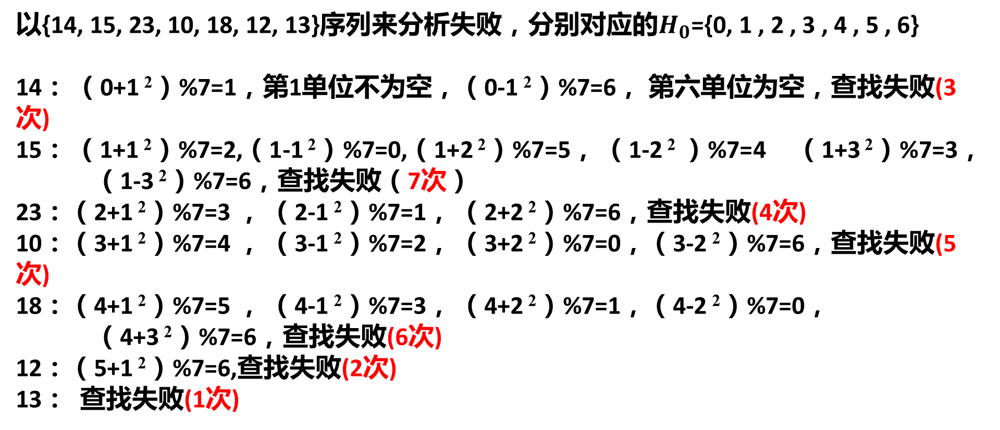 以{14, 15, 23, 10, 18, 12, 13}序列来分析失败，分别对应的H₀={0, 1 , 2 , 3 , 4 , 5 , 6}
14：（0+1²）%7=1，第1单位不为空，（0-1²）%7=6， 第六单位为空，查找失败(3
次)
15：（1+1²）%7=2,（1-1²）%7=0,（1+2²）%7=5，（1-2² ）%7=4 （1+3²）%7=3，
（1-3²）%7=6，查找失败（7次）
23：（2+1²）%7=3 ，（2-1²）%7=1，（2+2²）%7=6，查找失败(4次)
10：（3+1²）%7=4 ，（3-1²）%7=2，（3+2²）%7=0，（3-2²）%7=6，查找失败(5
次)
18：（4+1²）%7=5 ，（4-1²）%7=3，（4+2²）%7=1，（4-2²）%7=0，
（4+3²）%7=6，查找失败(6次)
12：（5+1²）%7=6,查找失败(2次)
13： 查找失败(1次)